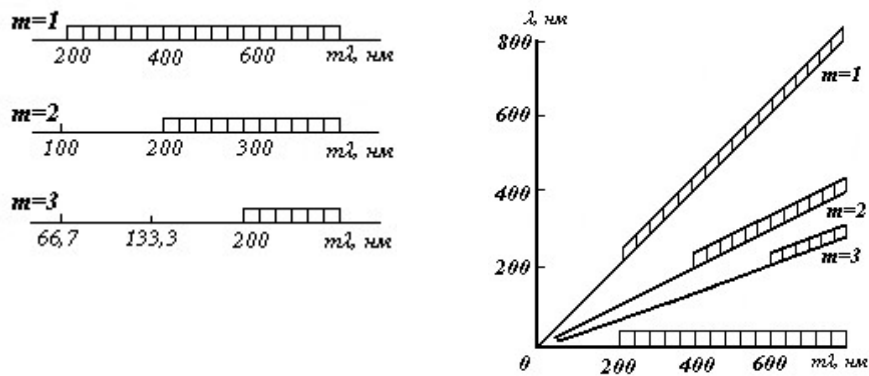 m=1
200 400 600 mλ, нм
m=2
100 200 300 mλ, нм
m=3
66,7 133,3 200 mλ, нм
λ, нм
800
m=1
600
400
m=2
m=3
200
0 200 400 600 mλ, нм